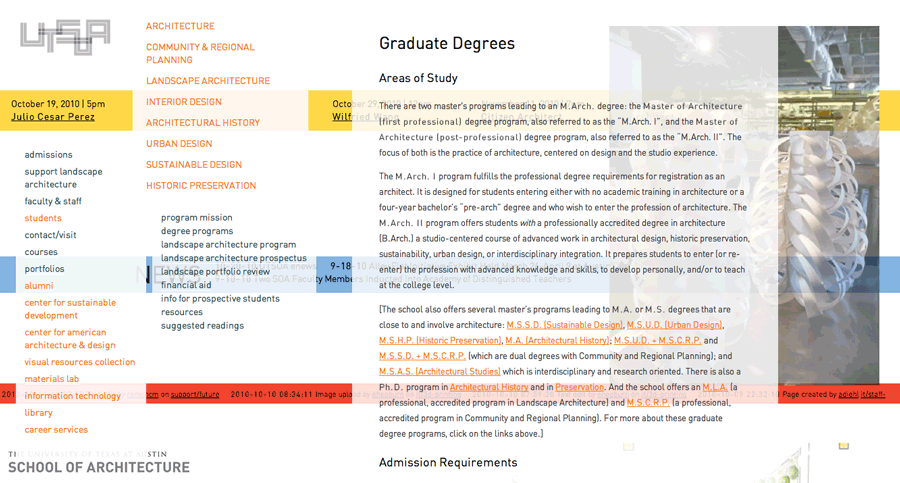 UTSOA
ARCHITECTURE
COMMUNITY & REGIONAL
PLANNING
LANDSCAPE ARCHITECTURE
INTERIOR DESIGN
ARCHITECTURAL HISTORY
URBAN DESIGN
SUSTAINABLE DESIGN
HISTORIC PRESERVATION
October 19, 2010 | 5pm
Julio Cesar Perez
October 29
Wilfried Wang
Citizen Architect
admissions
support landscape
architecture
faculty & staff
students
contact/visit
courses
portfolios
alumni
center for sustainable
development
center for american
architecture & design
visual resources collection
materials lab
information technology
library
career services
program mission
degree programs
landscape architecture program
landscape architecture prospectus
landscape portfolio review
financial aid
info for prospective students
resources
suggested readings
NEWS
9-18-10
Two SOA Faculty Members Inducted Into Academy of Distinguished Teachers
on support/future 2010-10-10 08:34:11 Image upload by
Page created by adiehl it/staff-
Graduate Degrees
Areas of Study
There are two master's programs leading to an M.Arch. degree: the Master of Architecture
(first professional) degree program, also referred to as the "M.Arch. I", and the Master of
Architecture (post-professional) degree program, also referred to as the "M.Arch. II". The
focus of both is the practice of architecture, centered on design and the studio experience.
The M.Arch. I program fulfills the professional degree requirements for registration as an
architect. It is designed for students entering either with no academic training in architecture or a
four-year bachelor's "pre-arch" degree and who wish to enter the profession of architecture. The
M.Arch. II program offers students with a professionally accredited degree in architecture
(B.Arch.) a studio-centered course of advanced work in architectural design, historic preservation,
sustainability, urban design, or interdisciplinary integration. It prepares students to enter (or re-
enter) the profession with advanced knowledge and skills, to develop personally, and/or to teach
at the college level.
[The school also offers several master's programs leading to M.A. or M.S. degrees that are
close to and involve architecture: M.S.S.D. (Sustainable Design), M.S.U.D. (Urban Design),
M.S.H.P. (Historic Preservation), M.A. (Architectural History); M.S.U.D. + M.S.C.R.P. and
M.S.S.D. + M.S.C.R.P. (which are dual degrees with Community and Regional Planning); and
M.S.A.S. (Architectural Studies) which is interdisciplinary and research oriented. There is also a
Ph.D. program in Architectural History and in Preservation. And the school offers an M.L.A. (a
professional, accredited program in Landscape Architecture) and M.S.C.R.P. (a professional,
accredited program in Community and Regional Planning). For more about these graduate
degree programs, click on the links above.]
Admission Requirements
THE UNIVERSITY OF TEXAS AT AUSTIN
SCHOOL OF ARCHITECTURE